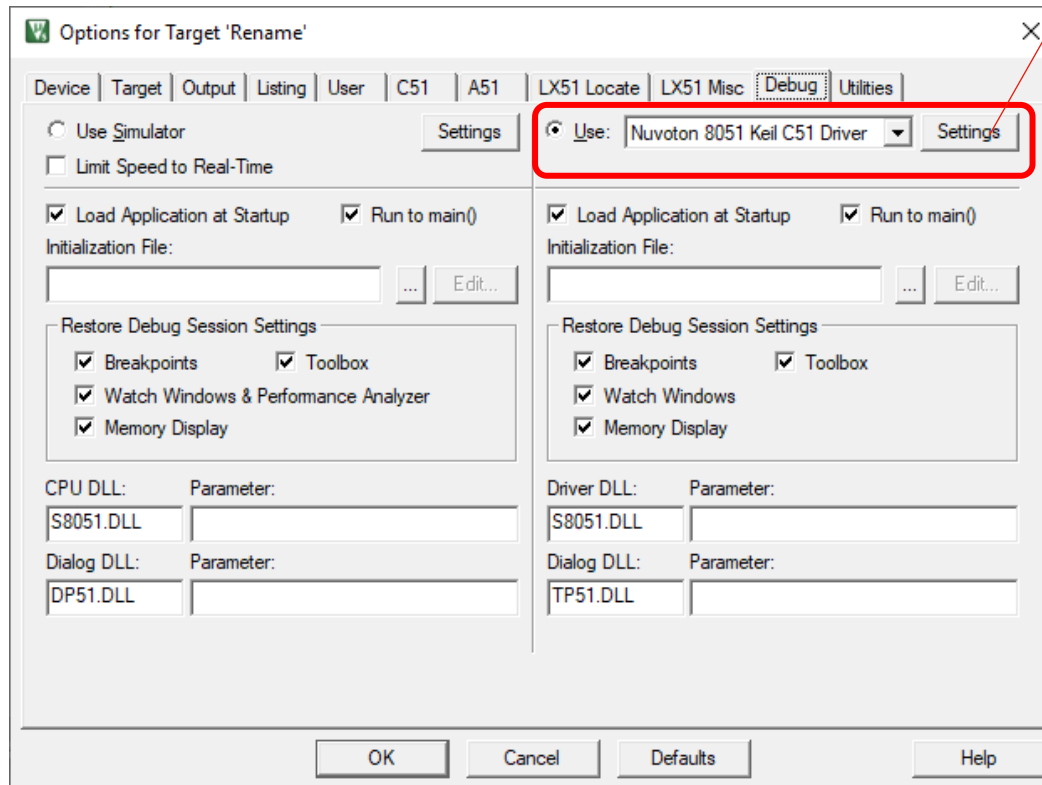 Options for Target 'Rename'
Device Target Output Listing User C51 A51 LX51 Locate LX51 Misc Debug Utilities
Use Simulator Settings Use: Nuvoton 8051 Keil C51 Driver Settings
Limit Speed to Real-Time
Load Application at Startup Run to main() Load Application at Startup Run to main()
Initialization File: Initialization File:
... Edit... ... Edit...
Restore Debug Session Settings Restore Debug Session Settings
Breakpoints Toolbox Breakpoints Toolbox
Watch Windows & Performance Analyzer Watch Windows
Memory Display Memory Display
CPU DLL: Parameter: Driver DLL: Parameter:
S8051.DLL S8051.DLL
Dialog DLL: Parameter: Dialog DLL: Parameter:
DP51.DLL TP51.DLL
OK Cancel Defaults Help